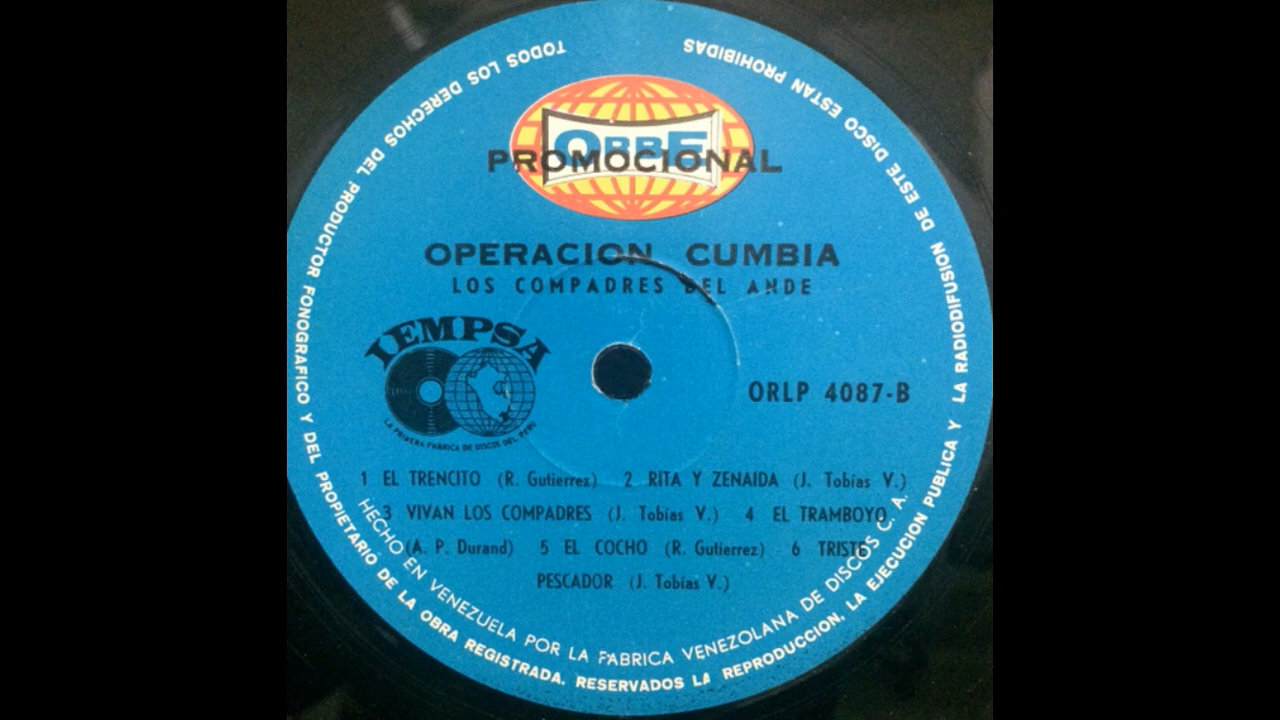 ORBE
PROMOCIONAL
OPERACION CUMBIA
LOS COMPADRES DEL ANDE
IEMPSA
LA PRIMERA FABRICA DE DISCOS DEL PERU
ORLP 4087-B
1 EL TRENCITO (R. Gutierrez) 2 RITA Y ZENAIDA (J. Tobías V.)
3 VIVAN LOS COMPADRES (J. Tobías V.) 4 EL TRAMBOYO
(A. P. Durand) 5 EL COCHO (R. Gutierrez) 6 TRISTE
PESCADOR (J. Tobías V.)
HECHO EN VENEZUELA POR LA FABRICA VENEZOLANA DE DISCOS C. A.
TODOS LOS DERECHOS DEL PRODUCTOR FONOGRAFICO Y DEL PROPIETARIO DE LA OBRA REGISTRADA. RESERVADOS LA REPRODUCCION, LA EJECUCION PUBLICA Y LA RADIODIFUSION DE ESTE DISCO ESTAN PROHIBIDAS